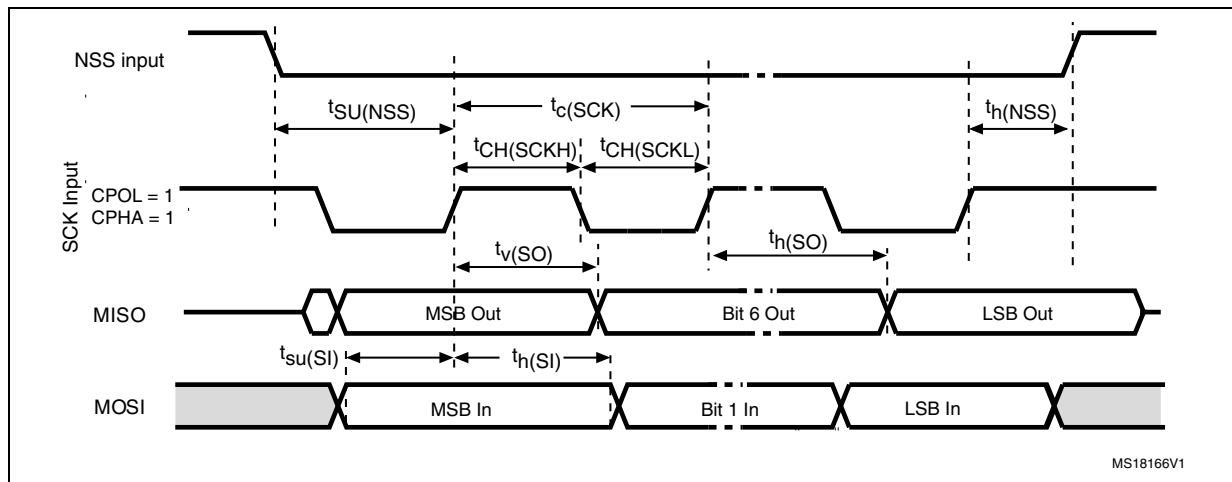 NSS input
tSU(NSS)
tc(SCK)
th(NSS)
tCH(SCKH)
tCH(SCKL)
SCK Input
CPOL = 1
CPHA = 1
tv(SO)
th(SO)
MISO
MSB Out
Bit 6 Out
LSB Out
tsu(SI)
th(SI)
MOSI
MSB In
Bit 1 In
LSB In
MS18166V1